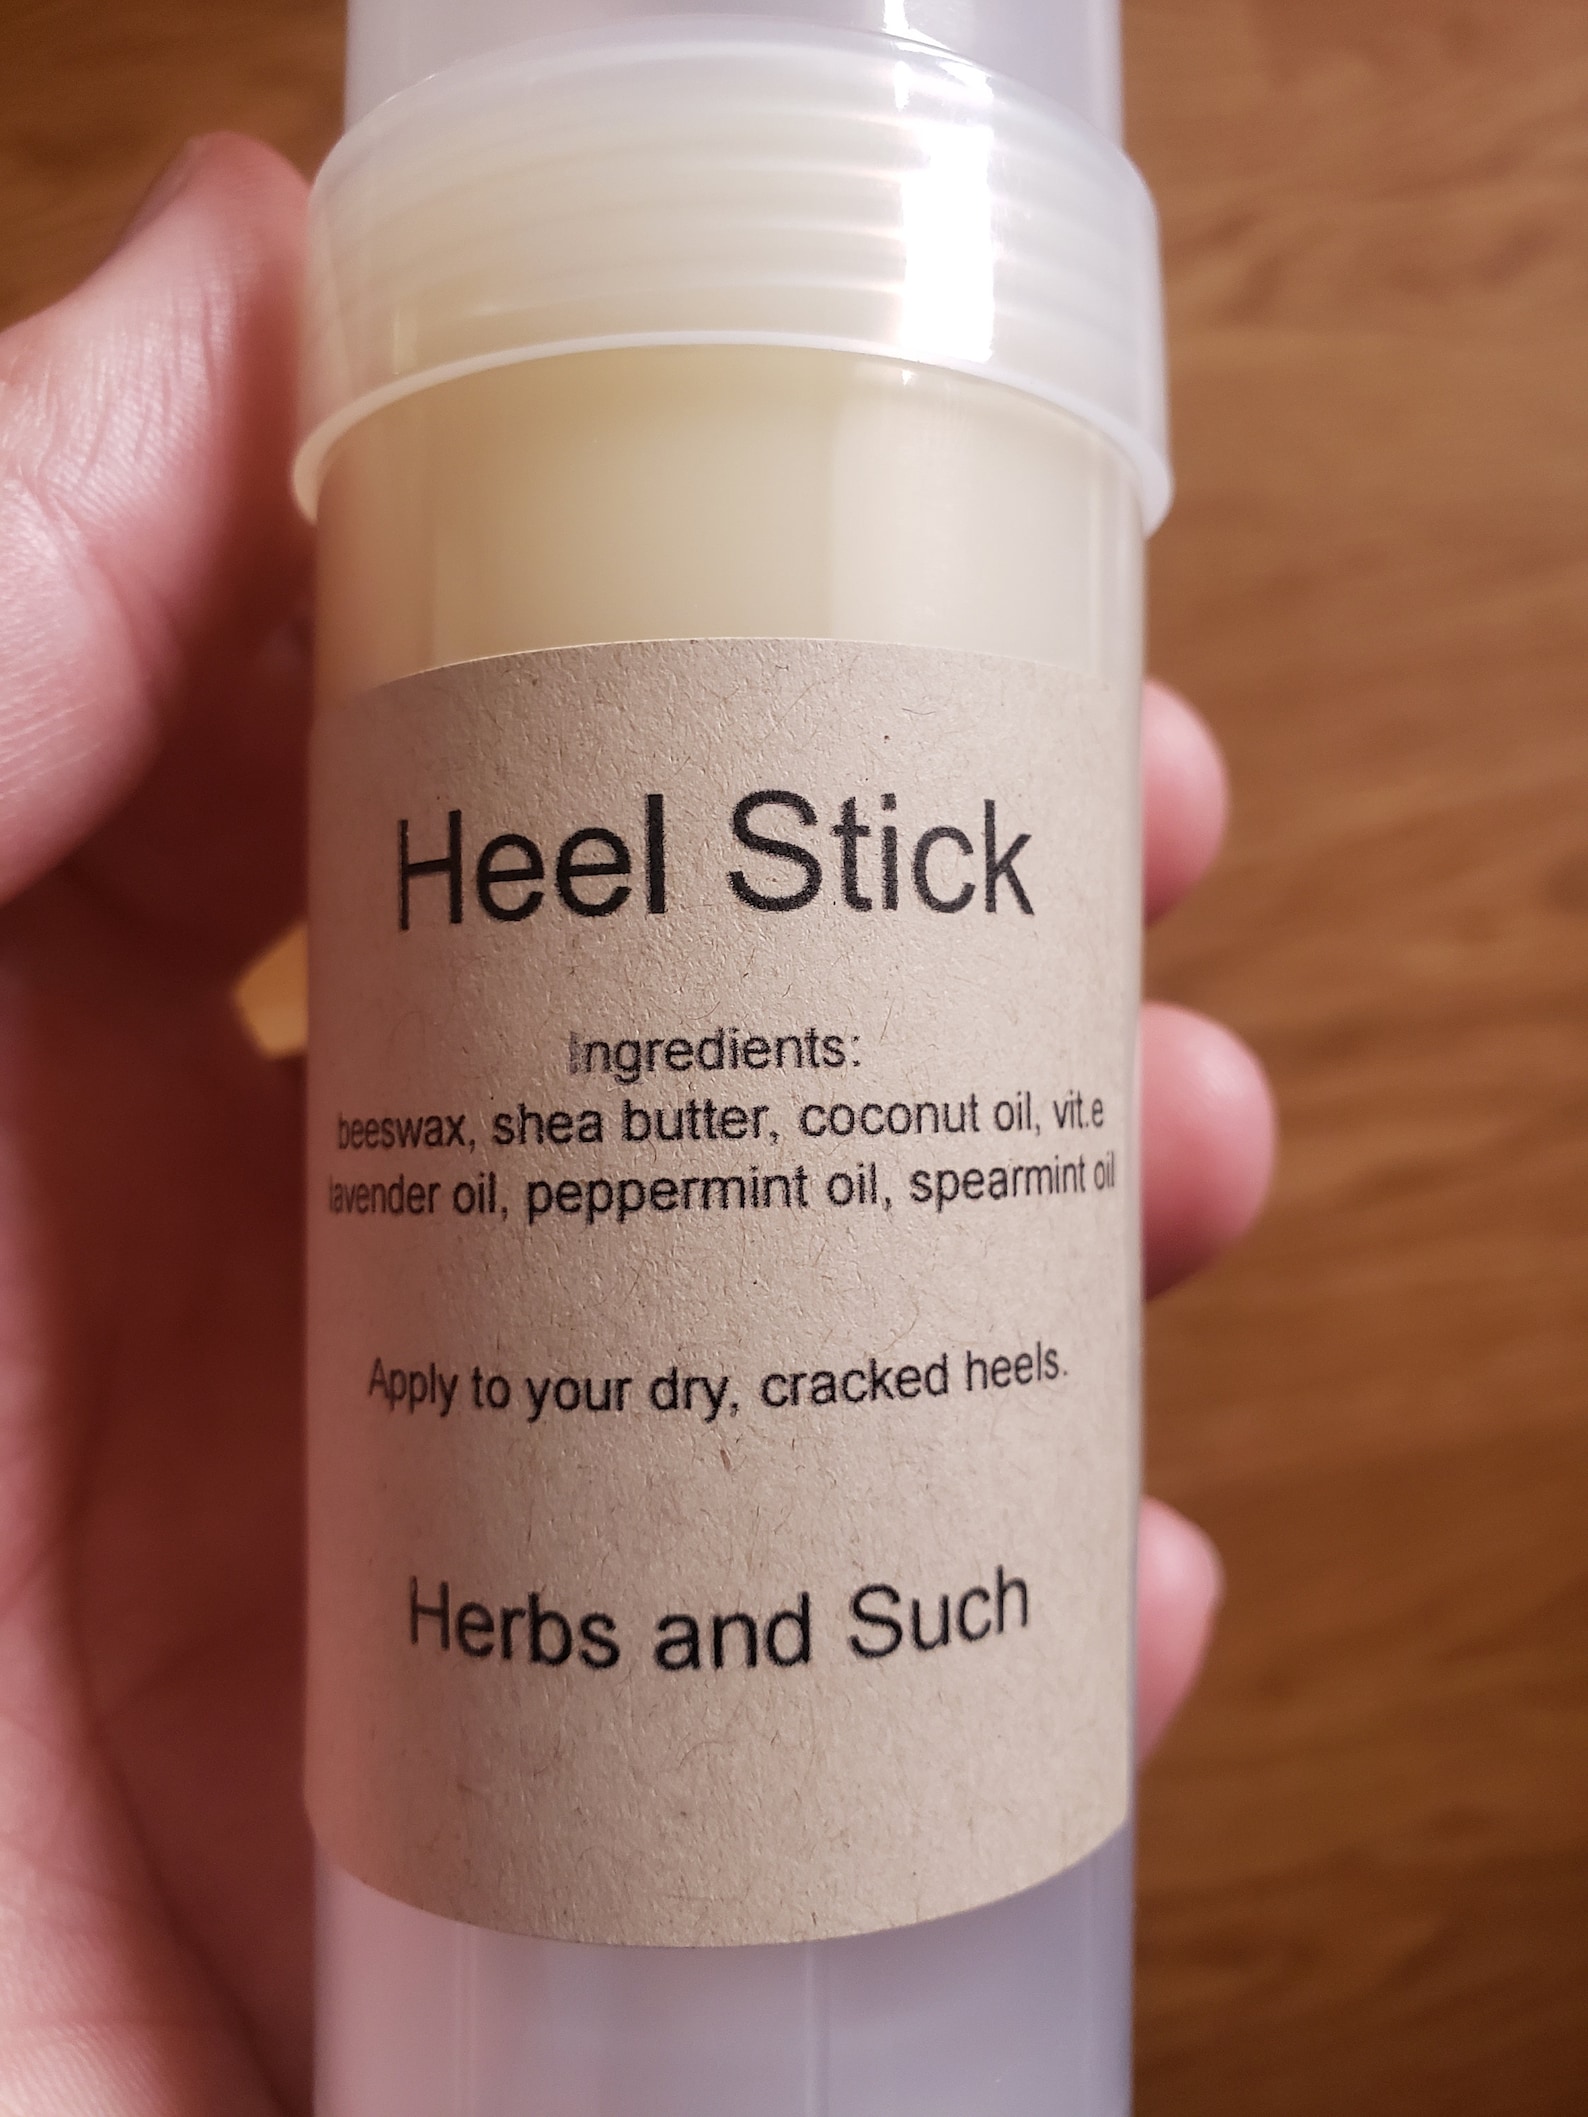 Heel Stick
Ingredients:
beeswax, shea butter, coconut oil, vit.e
lavender oil, peppermint oil, spearmint oil
Apply to your dry, cracked heels.
Herbs and Such